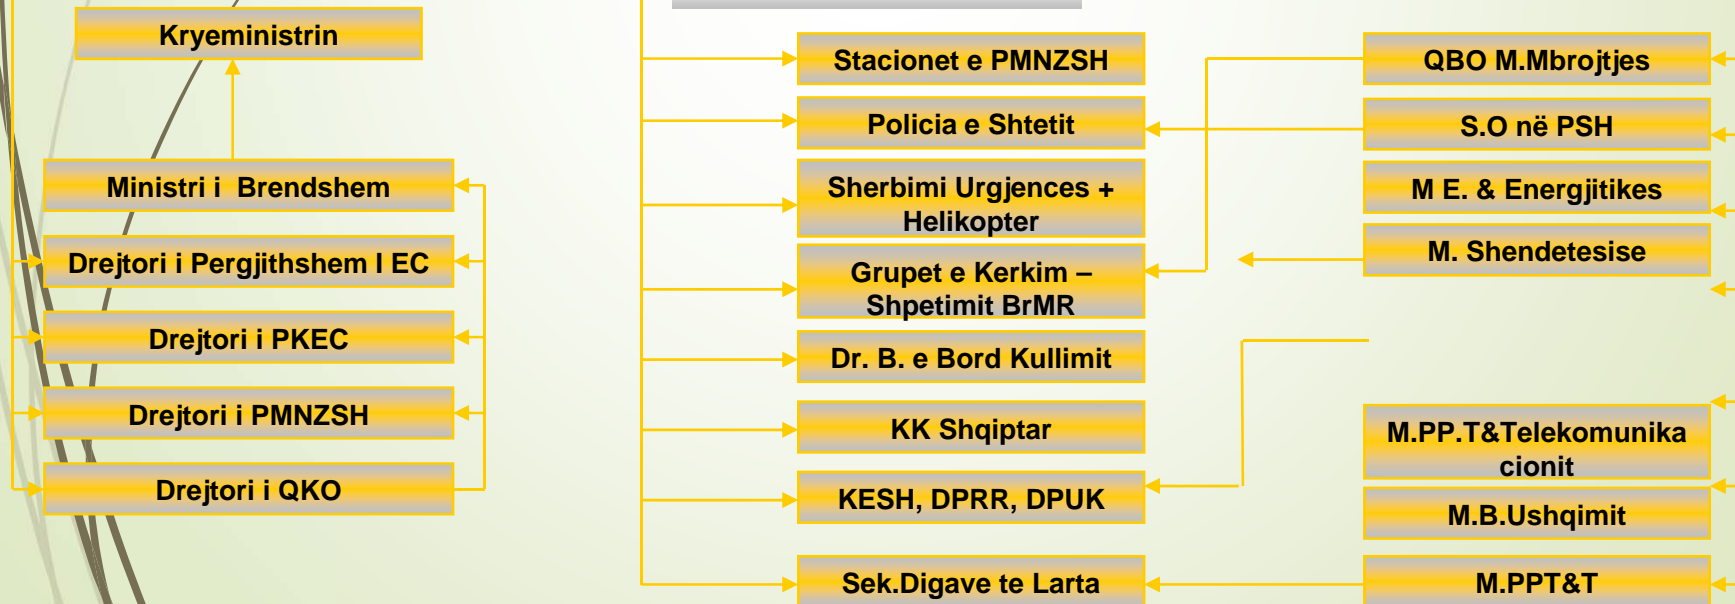 Kryeministrin
Ministri i Brendshem
Drejtori i Pergjithshem I EC
Drejtori i PKEC
Drejtori i PMNZSH
Drejtori i QKO
Stacionet e PMNZSH
Policia e Shtetit
Sherbimi Urgjences +
Helikopter
Grupet e Kerkim –
Shpetimit BrMR
Dr. B. e Bord Kullimit
KK Shqiptar
KESH, DPRR, DPUK
Sek.Digave te Larta
QBO M.Mbrojtjes
S.O në PSH
M E. & Energjitikes
M. Shendetesise
M.PP.T&Telekomunika
cionit
M.B.Ushqimit
M.PPT&T